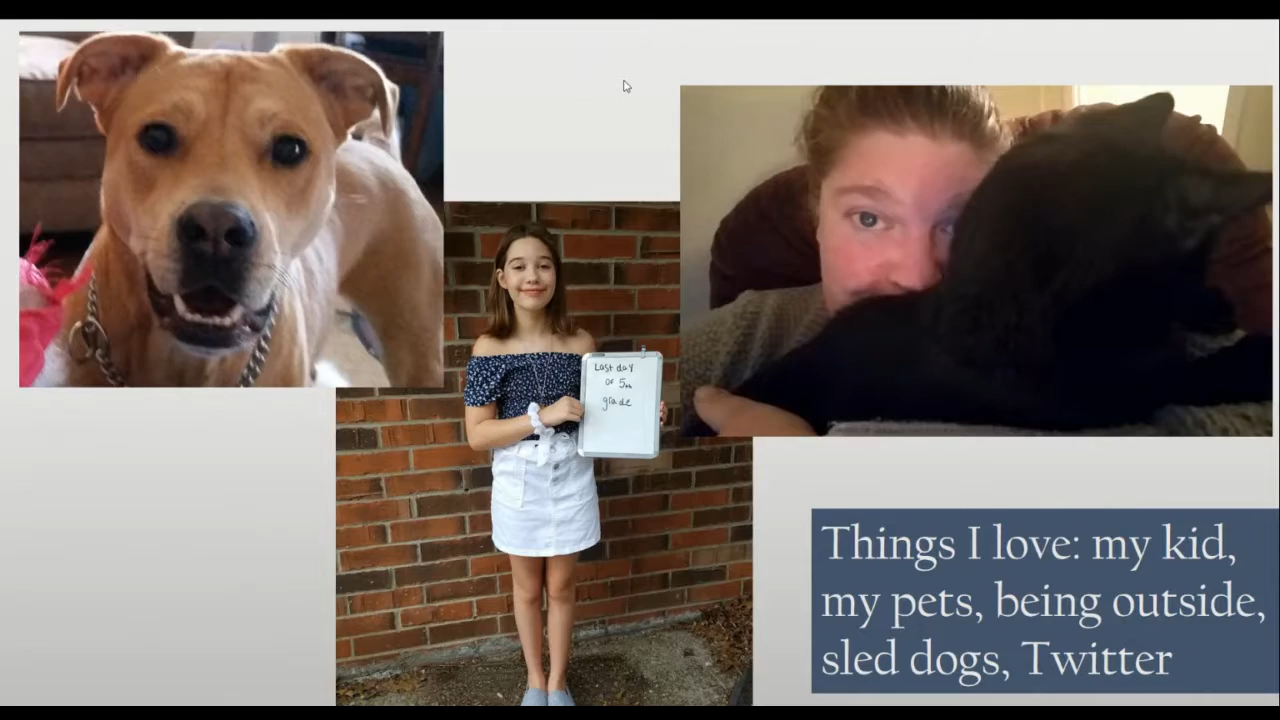 Last day
of 5th
grade
Things I love: my kid,
my pets, being outside,
sled dogs, Twitter